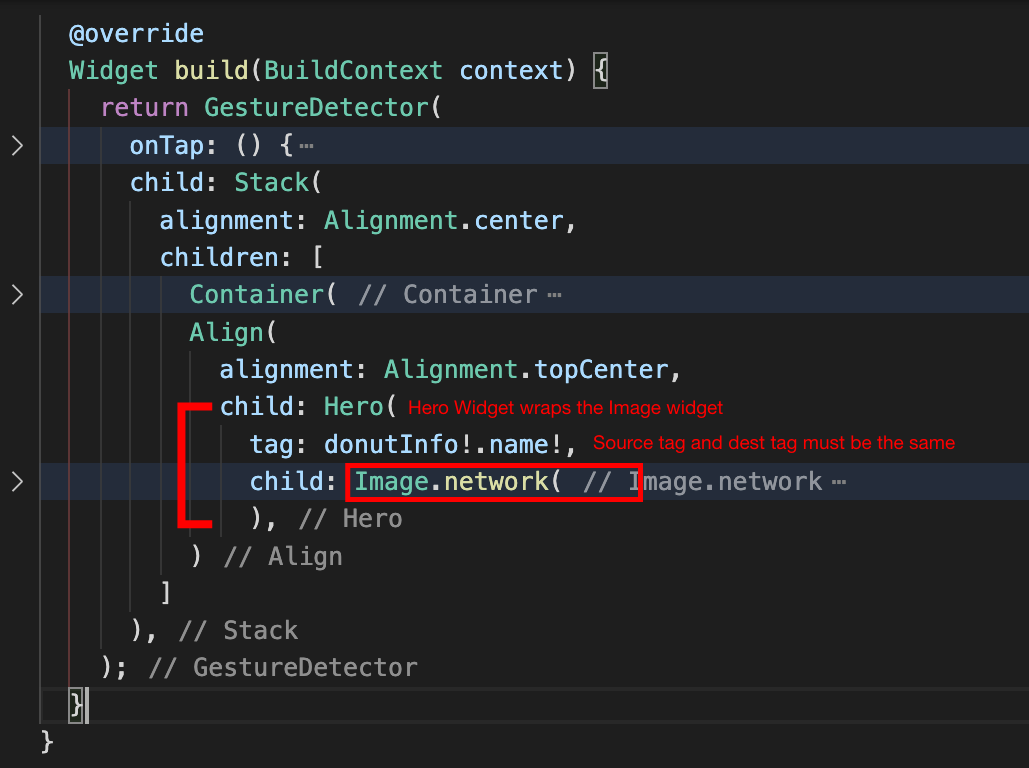 @override
Widget build(BuildContext context) {
return GestureDetector(
onTap: () {⋯
child: Stack(
alignment: Alignment.center,
children: [
Container( // Container ⋯
Align(
alignment: Alignment.topCenter,
child: Hero( Hero Widget wraps the Image widget
tag: donutInfo!.name!, Source tag and dest tag must be the same
child: Image.network( // Image.network ⋯
), // Hero
) // Align
]
), // Stack
); // GestureDetector
}
}